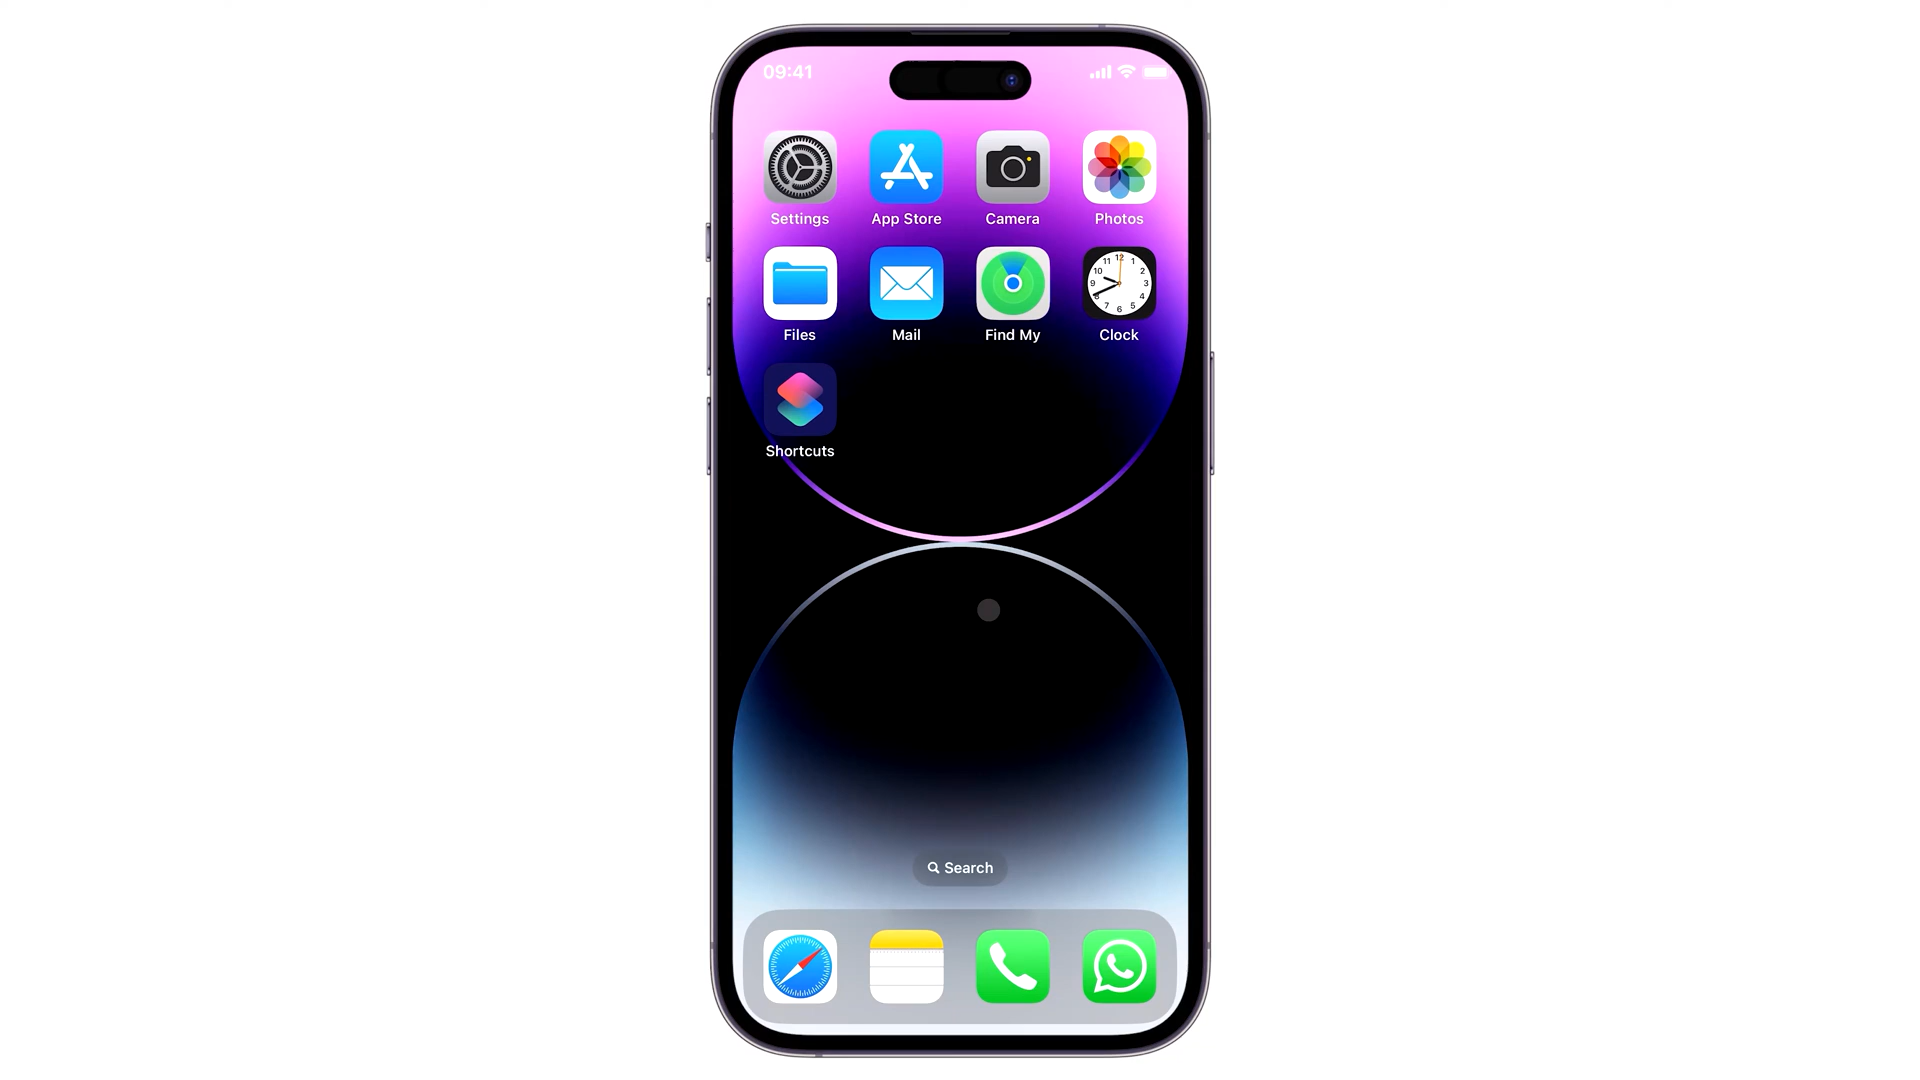 09:41
Settings
App Store
Camera
Photos
Files
Mail
Find My
Clock
Shortcuts
Search